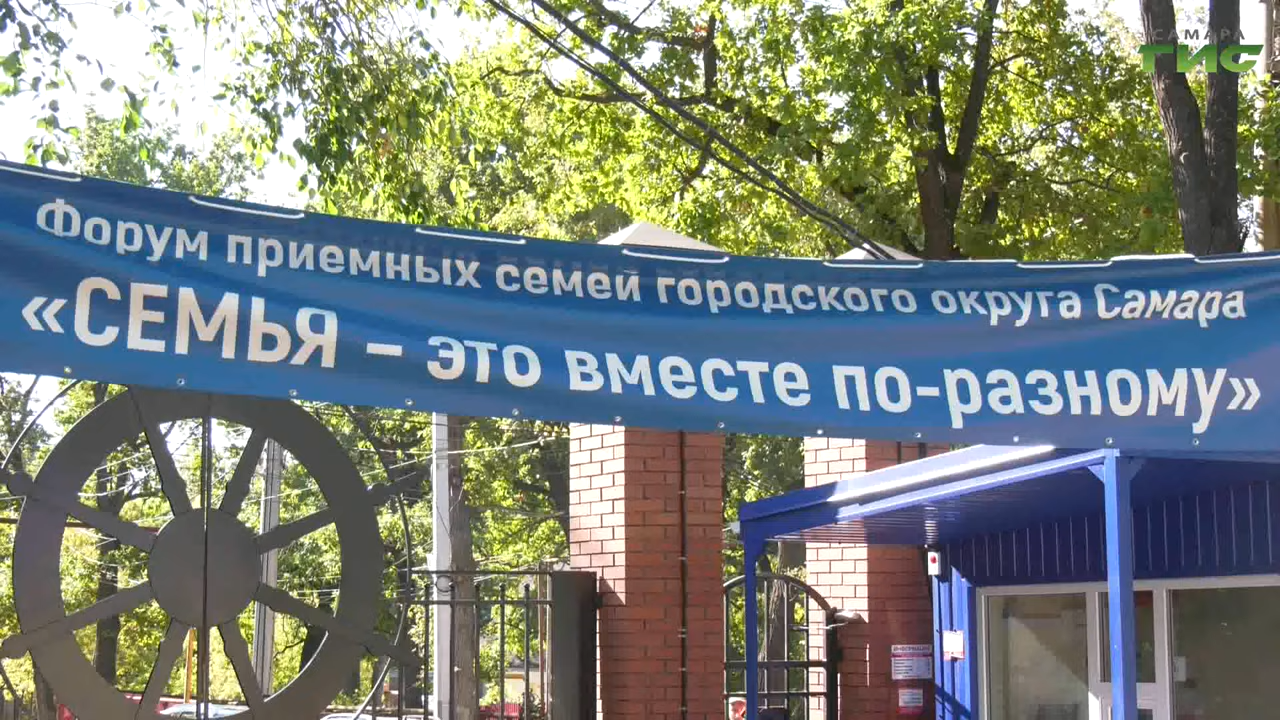 САМАРА
ГИС
Форум приемных семей городского округа Самара
«СЕМЬЯ – это вместе по-разному»